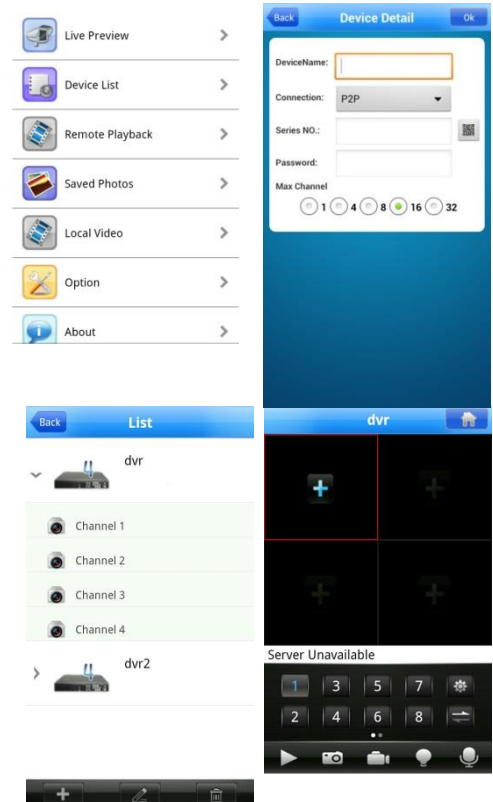 Live Preview
Device List
Remote Playback
Saved Photos
Local Video
Option
About
Back Device Detail Ok
DeviceName:
Connection: P2P
Series NO.:
Password:
Max Channel
1 4 8 16 32
Back List
4 dvr
Channel 1
Channel 2
Channel 3
Channel 4
4 dvr2
dvr
Server Unavailable
1 3 5 7
2 4 6 8